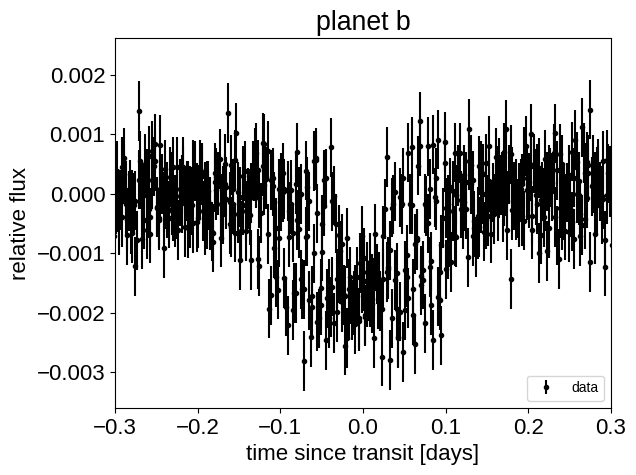 planet b
relative flux
0.002
0.001
0.000
−0.001
−0.002
−0.003
data
−0.3 −0.2 −0.1 0.0 0.1 0.2 0.3
time since transit [days]